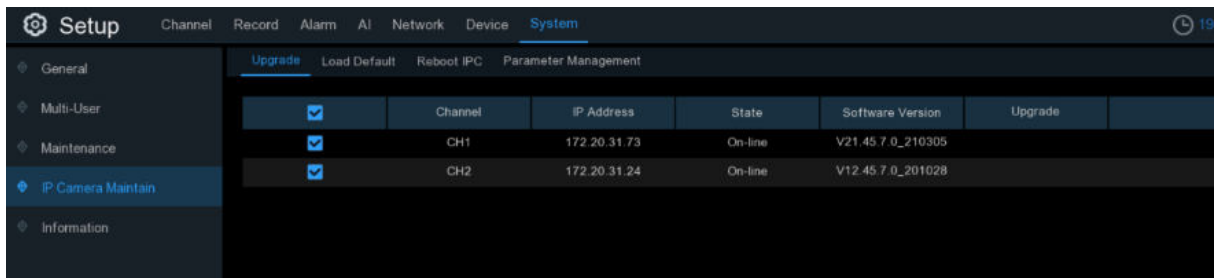 Setup Channel Record Alarm AI Network Device System 19
General
Upgrade Load Default Reboot IPC Parameter Management
Multi-User
Channel IP Address State Software Version Upgrade
Maintenance
CH1 172.20.31.73 On-line V21.45.7.0_210305
CH2 172.20.31.24 On-line V12.45.7.0_201028
IP Camera Maintain
Information